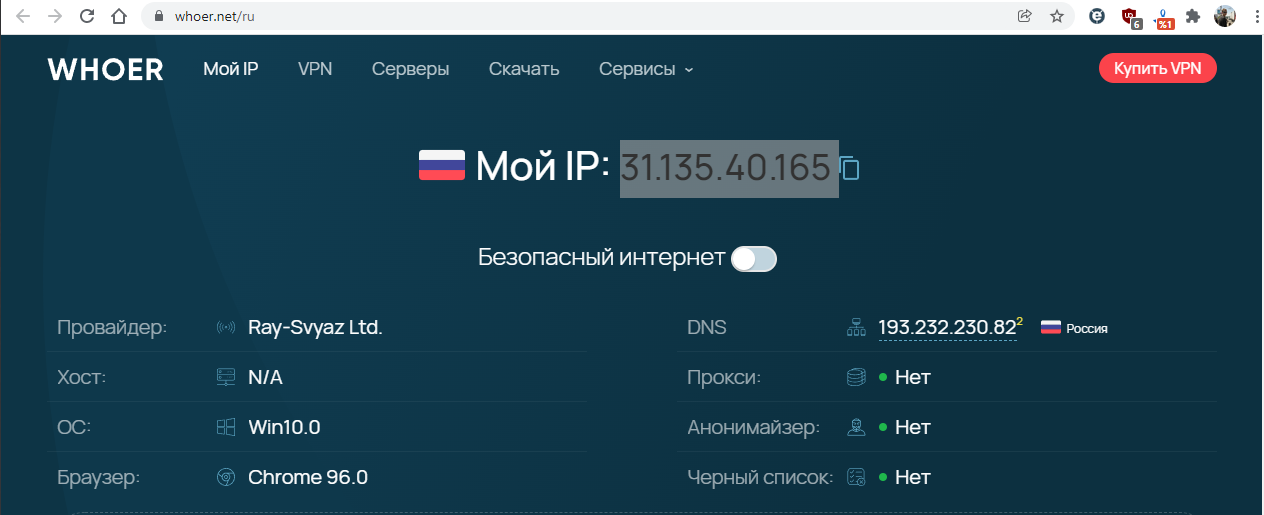 whoer.net/ru
6
%1
WHOER Мой IP VPN Серверы Скачать Сервисы Купить VPN
Мой IP: 31.135.40.165
Безопасный интернет
Провайдер: Ray-Svyaz Ltd. DNS 193.232.230.82 2 Россия
Хост: N/A Прокси: Нет
ОС: Win10.0 Анонимайзер: Нет
Браузер: Chrome 96.0 Черный список: Нет